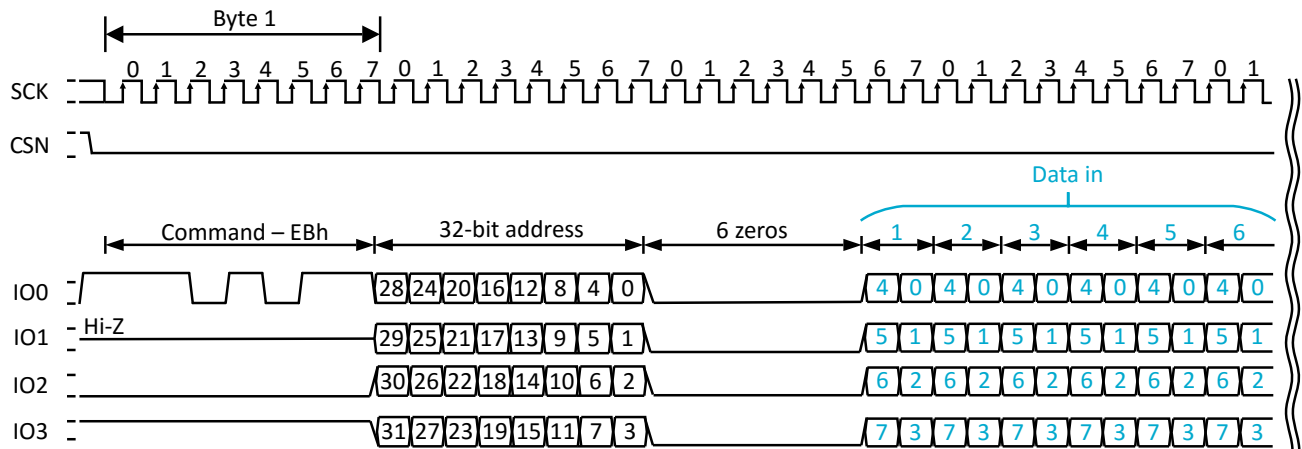 Byte 1
0 1 2 3 4 5 6 7 0 1 2 3 4 5 6 7 0 1 2 3 4 5 6 7 0 1 2 3 4 5 6 7 0 1
SCK
CSN
Data in
Command – EBh 32-bit address 6 zeros 1 2 3 4 5 6
IO0 28 24 20 16 12 8 4 0 4 0 4 0 4 0 4 0 4 0 4 0
Hi-Z
IO1 29 25 21 17 13 9 5 1 5 1 5 1 5 1 5 1 5 1 5 1
IO2 30 26 22 18 14 10 6 2 6 2 6 2 6 2 6 2 6 2 6 2
IO3 31 27 23 19 15 11 7 3 7 3 7 3 7 3 7 3 7 3 7 3